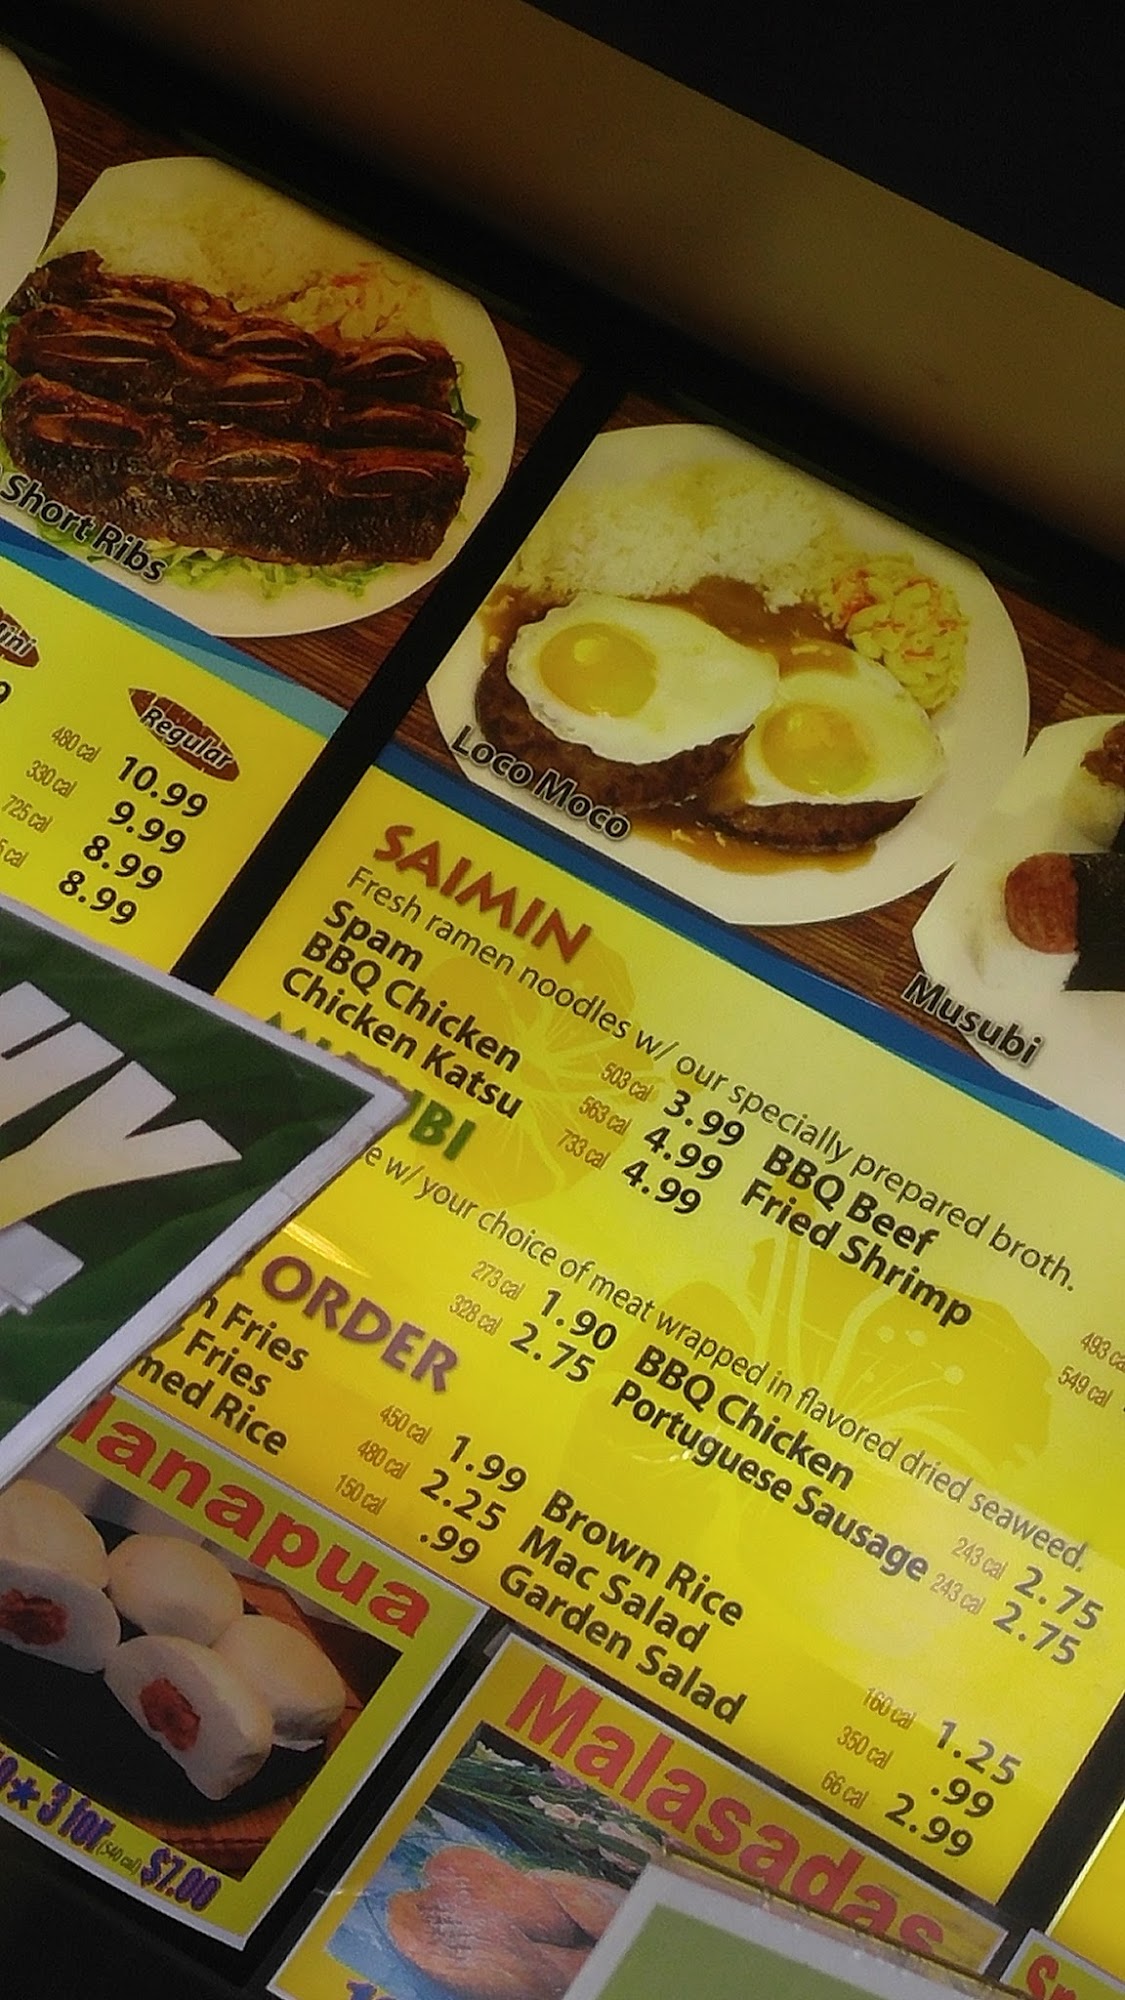 Short Ribs
Mini
Regular
480 cal 10.99
330 cal 9.99
725 cal 8.99
cal 8.99
Loco Moco
Musubi
SAIMIN
Fresh ramen noodles w/ our specially prepared broth.
Spam 503 cal 3.99 BBQ Beef 493
BBQ Chicken 563 cal 4.99 Fried Shrimp 549 cal
Chicken Katsu 733 cal 4.99
w/ your choice of meat wrapped in flavored dried seaweed.
273 cal 1.90 BBQ Chicken 243 cal 2.75
328 cal 2.75 Portuguese Sausage 243 cal 2.75
ORDER
Fries 450 cal 1.99 Brown Rice 160 cal 1.25
Fries 480 cal 2.25 Mac Salad 350 cal .99
Rice 150 cal .99 Garden Salad 66 cal 2.99
Manapua
3 for (540 cal) $7.00
Malasadas